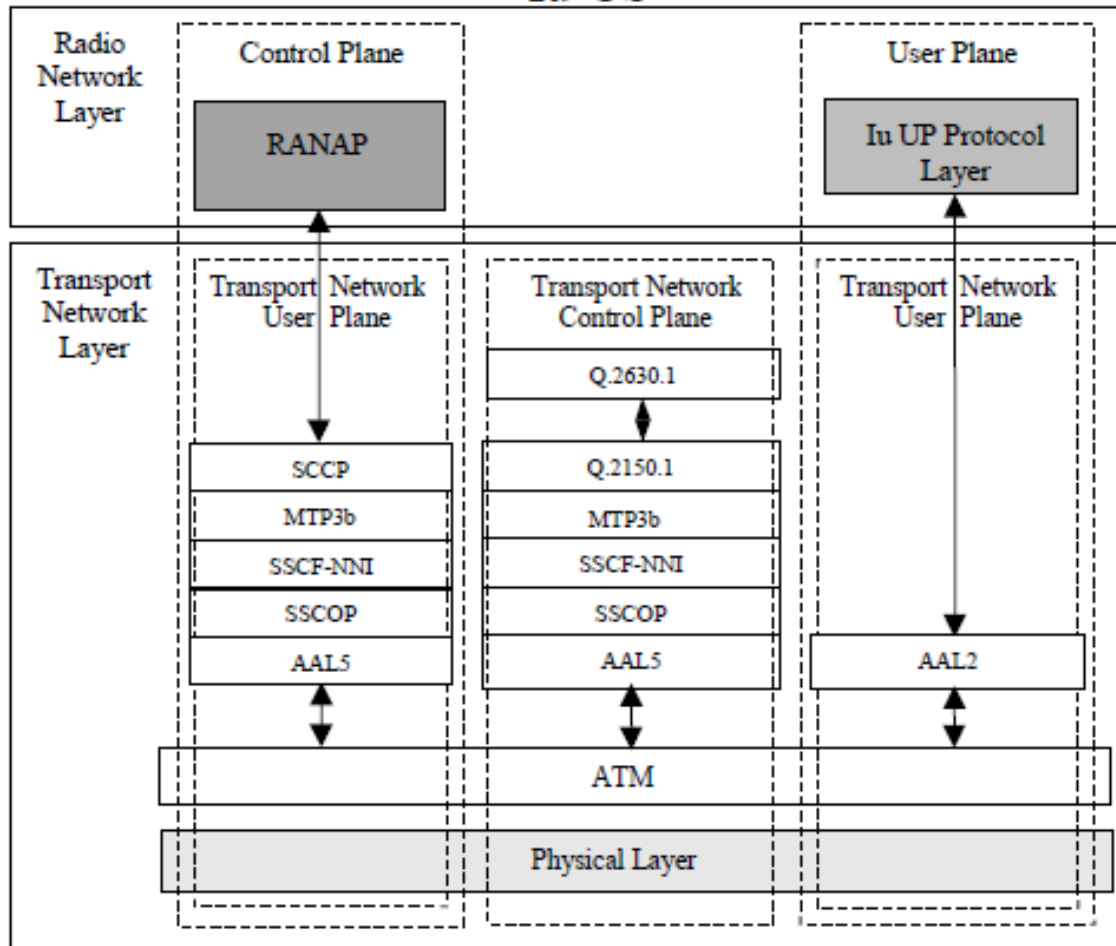 Radio
Network
Layer
Control Plane
User Plane
RANAP
Iu UP Protocol
Layer
Transport
Network
Layer
Transport Network
User Plane
Transport Network
Control Plane
Transport Network
User Plane
Q.2630.1
SCCP
Q.2150.1
MTP3b
MTP3b
SSCF-NNI
SSCF-NNI
SSCOP
SSCOP
AAL5
AAL5
AAL2
ATM
Physical Layer